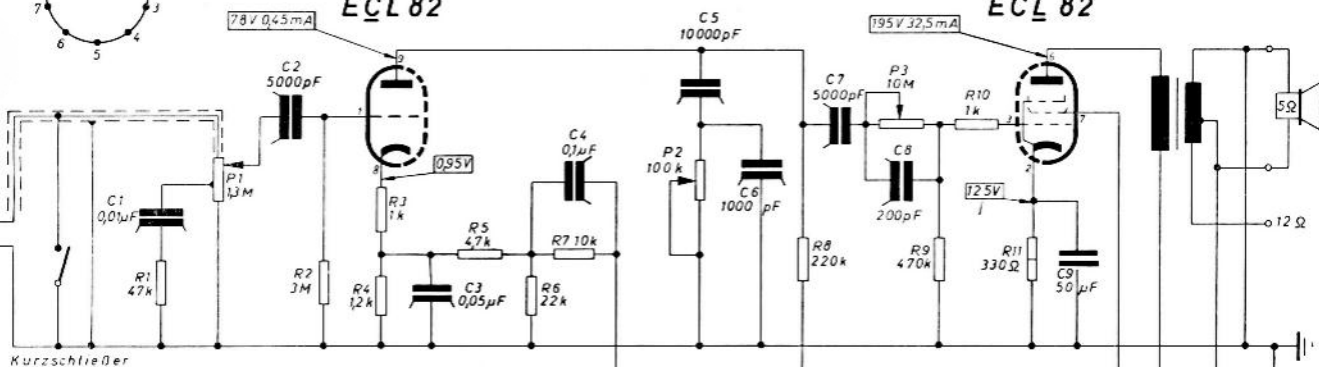 ECL 82
ECL 82
78V 0,45mA
195V 32,5mA
7
6
5
4
3
C2
5000pF
9
1
8
0,95V
C5
10000pF
6
3
7
2
C7
5000pF
P3
10M
R10
1k
5Ω
P1
1,3M
C1
0,01µF
R3
1k
C4
0,1µF
P2
100k
C6
1000 pF
C8
200pF
12,5V
12 Ω
R1
47k
R2
3M
R4
1,2k
R5
4,7k
C3
0,05µF
R7 10k
R6
22k
R8
220k
R9
470k
R11
330Ω
C9
50 µF
Kurzschließer